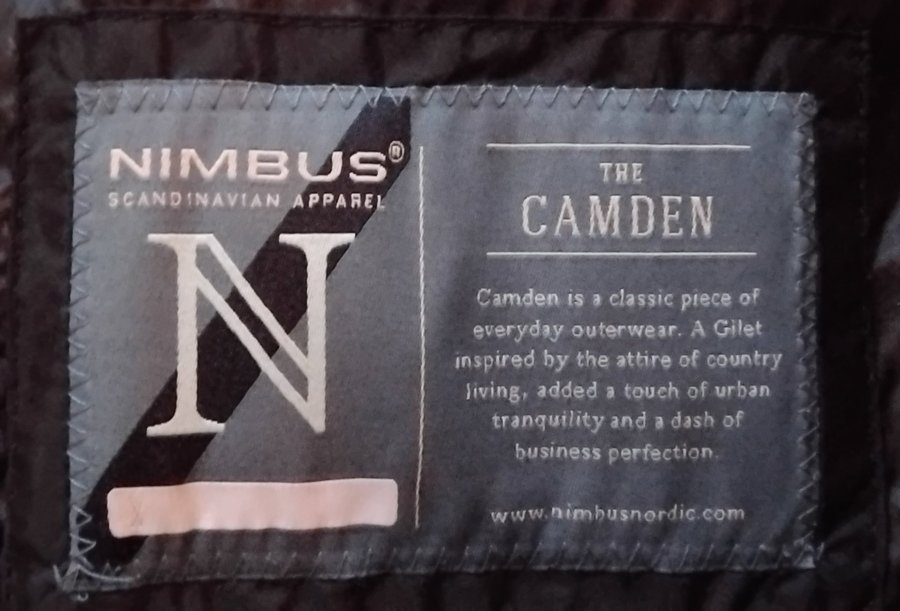 NIMBUS®
SCANDINAVIAN APPAREL
N
THE
CAMDEN
Camden is a classic piece of
everyday outerwear. A Gilet
inspired by the attire of country
living, added a touch of urban
tranquility and a dash of
business perfection.
www.nimbusnordic.com